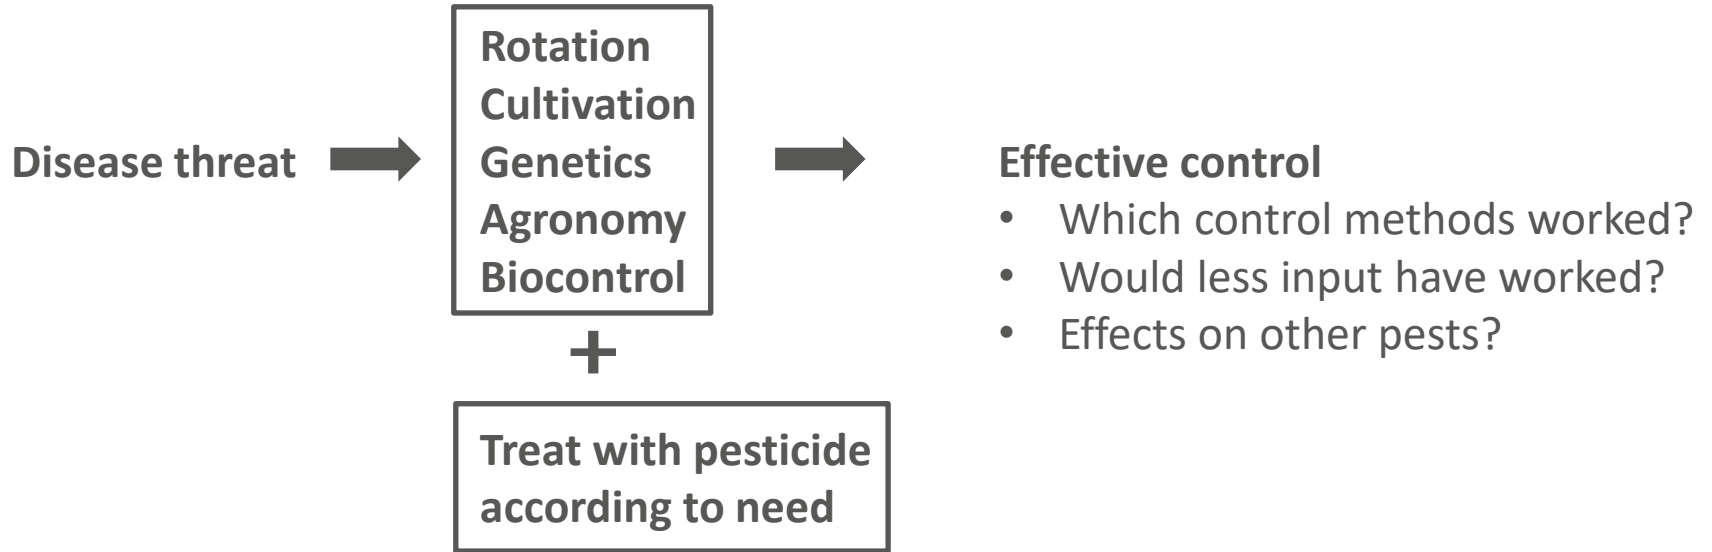 Disease threat
Rotation
Cultivation
Genetics
Agronomy
Biocontrol
+
Treat with pesticide
according to need
Effective control
• Which control methods worked?
• Would less input have worked?
• Effects on other pests?